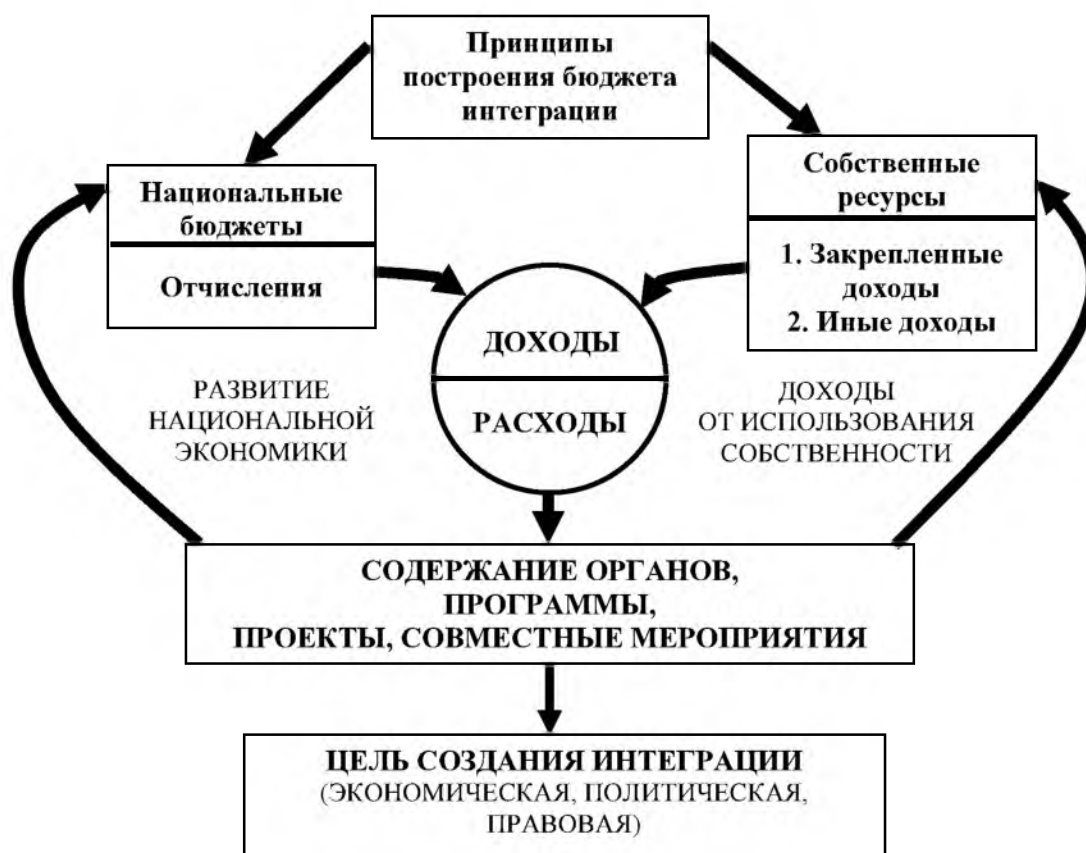 Принципы
построения бюджета
интеграции
Национальные
бюджеты
Отчисления
Собственные
ресурсы
1. Закрепленные
доходы
2. Иные доходы
ДОХОДЫ
РАСХОДЫ
РАЗВИТИЕ
НАЦИОНАЛЬНОЙ
ЭКОНОМИКИ
ДОХОДЫ
ОТ ИСПОЛЬЗОВАНИЯ
СОБСТВЕННОСТИ
СОДЕРЖАНИЕ ОРГАНОВ,
ПРОГРАММЫ,
ПРОЕКТЫ, СОВМЕСТНЫЕ МЕРОПРИЯТИЯ
ЦЕЛЬ СОЗДАНИЯ ИНТЕГРАЦИИ
(ЭКОНОМИЧЕСКАЯ, ПОЛИТИЧЕСКАЯ,
ПРАВОВАЯ)